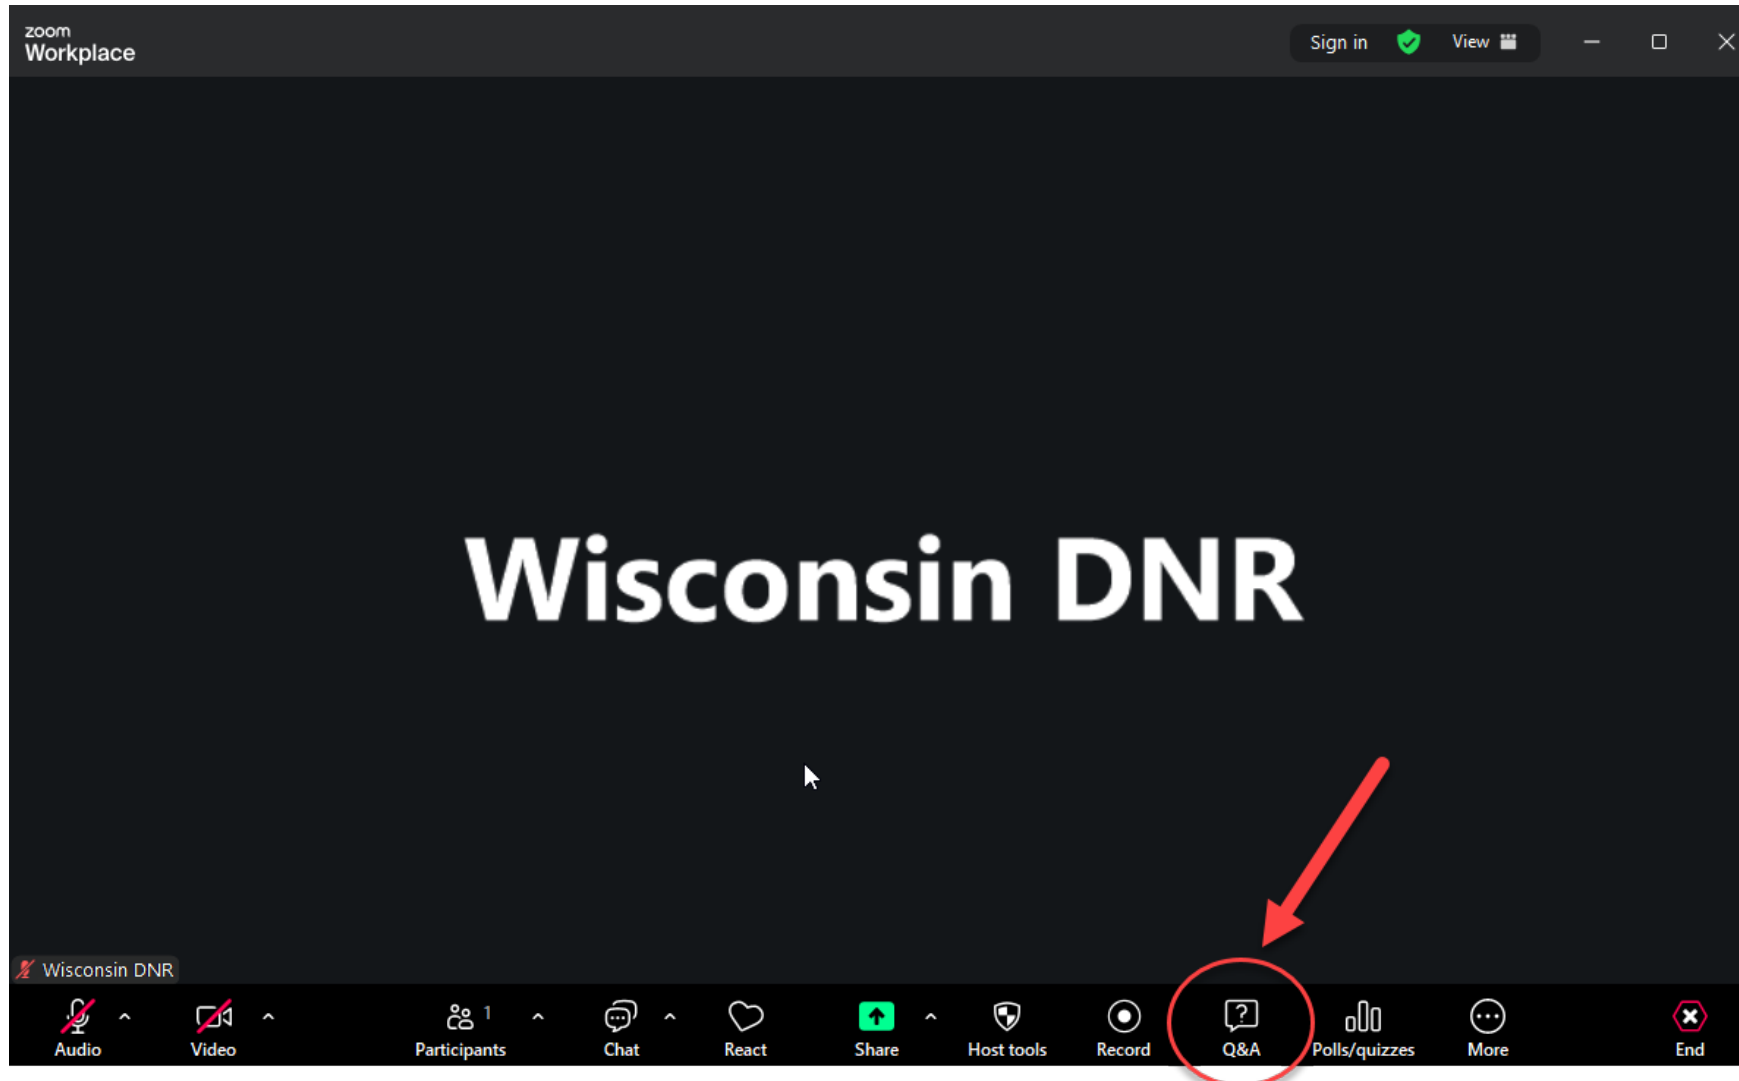 zoom
Workplace
Sign in
View
Wisconsin DNR
Wisconsin DNR
1
Audio
Video
Participants
Chat
React
Share
Host tools
Record
Q&A
Polls/quizzes
More
End